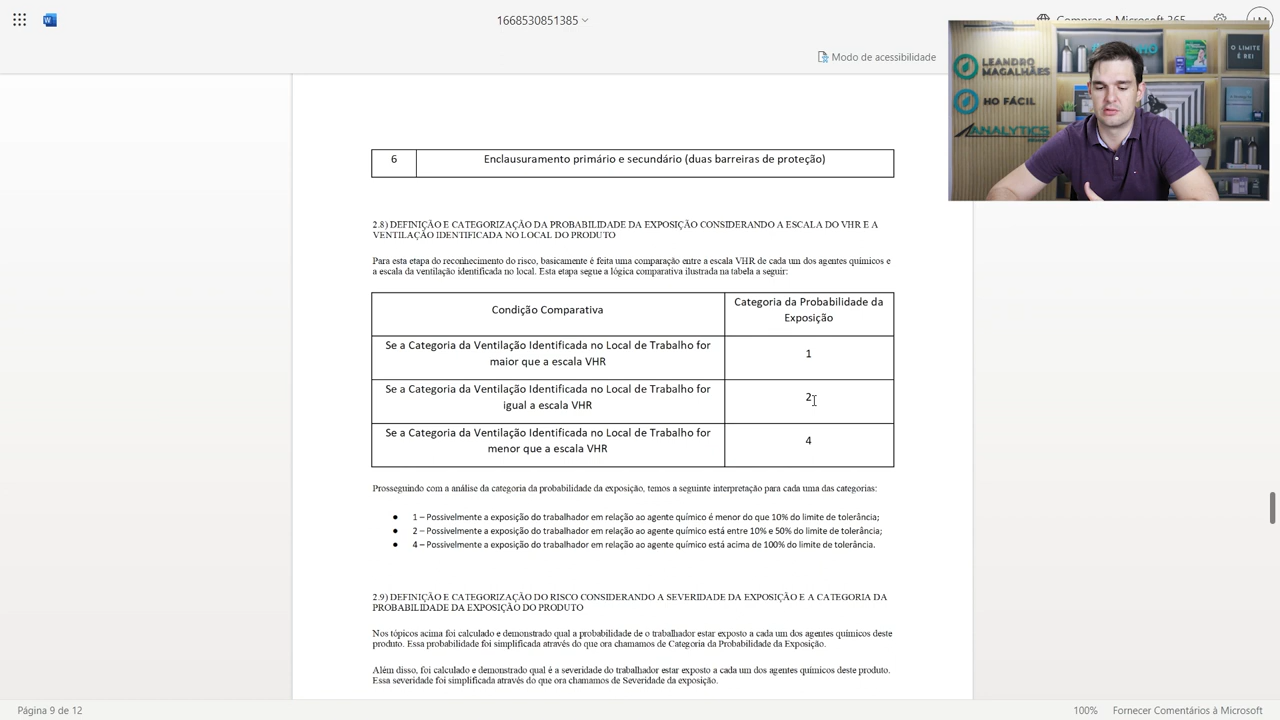 1668530851385
Modo de acessibilidade
LEANDRO
MAGALHÃES
HO FÁCIL
ANALYTICS
O LIMITE
É REI
6 Enclausuramento primário e secundário (duas barreiras de proteção)
2.8) DEFINIÇÃO E CATEGORIZAÇÃO DA PROBABILIDADE DA EXPOSIÇÃO CONSIDERANDO A ESCALA DO VHR E A
VENTILAÇÃO IDENTIFICADA NO LOCAL DO PRODUTO
Para esta etapa do reconhecimento do risco, basicamente é feita uma comparação entre a escala VHR de cada um dos agentes químicos e
a escala da ventilação identificada no local. Esta etapa segue a lógica comparativa ilustrada na tabela a seguir:
Condição Comparativa
Categoria da Probabilidade da
Exposição
Se a Categoria da Ventilação Identificada no Local de Trabalho for
maior que a escala VHR
1
Se a Categoria da Ventilação Identificada no Local de Trabalho for
igual a escala VHR
2
Se a Categoria da Ventilação Identificada no Local de Trabalho for
menor que a escala VHR
4
Prosseguindo com a análise da categoria da probabilidade da exposição, temos a seguinte interpretação para cada uma das categorias:
● 1 – Possivelmente a exposição do trabalhador em relação ao agente químico é menor do que 10% do limite de tolerância;
● 2 – Possivelmente a exposição do trabalhador em relação ao agente químico está entre 10% e 50% do limite de tolerância;
● 4 – Possivelmente a exposição do trabalhador em relação ao agente químico está acima de 100% do limite de tolerância.
2.9) DEFINIÇÃO E CATEGORIZAÇÃO DO RISCO CONSIDERANDO A SEVERIDADE DA EXPOSIÇÃO E A CATEGORIA DA
PROBABILIDADE DA EXPOSIÇÃO DO PRODUTO
Nos tópicos acima foi calculado e demonstrado qual a probabilidade de o trabalhador estar exposto a cada um dos agentes químicos deste
produto. Essa probabilidade foi simplificada através do que ora chamamos de Categoria da Probabilidade da Exposição.
Além disso, foi calculado e demonstrado qual é a severidade do trabalhador estar exposto a cada um dos agentes químicos deste produto.
Essa severidade foi simplificada através do que ora chamamos de Severidade da exposição.
Página 9 de 12
100%
Fornecer Comentários à Microsoft